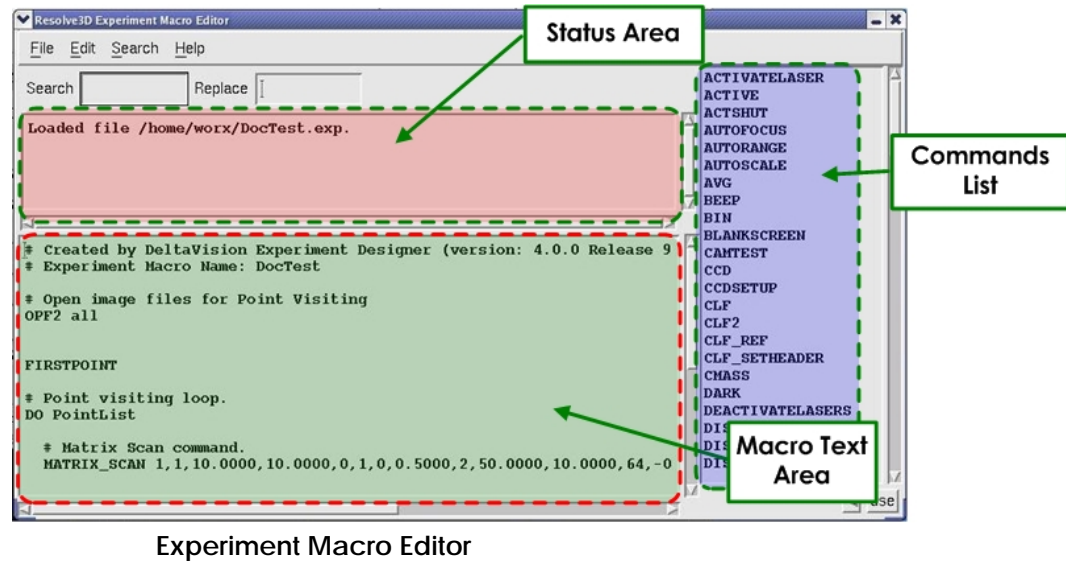 Resolve3D Experiment Macro Editor
File Edit Search Help
Search Replace
Status Area
Loaded file /home/worx/DocTest.exp.
# Created by DeltaVision Experiment Designer (version: 4.0.0 Release 9
# Experiment Macro Name: DocTest
# Open image files for Point Visiting
OPF2 all
FIRSTPOINT
# Point visiting loop.
DO PointList
# Matrix Scan command.
MATRIX_SCAN 1,1,10.0000,10.0000,0,1,0,0.5000,2,50.0000,10.0000,64,-0
ACTIVATELASER
ACTIVE
ACTSHUT
AUTOFOCUS
AUTORANGE
AUTOSCALE
AVG
BEEP
BIN
BLANKSCREEN
CAMTEST
CCD
CCDSETUP
CLF
CLF2
CLF_REF
CLF_SETHEADER
CMASS
DARK
DEACTIVATELASERS
Commands
List
Macro Text
Area
Experiment Macro Editor